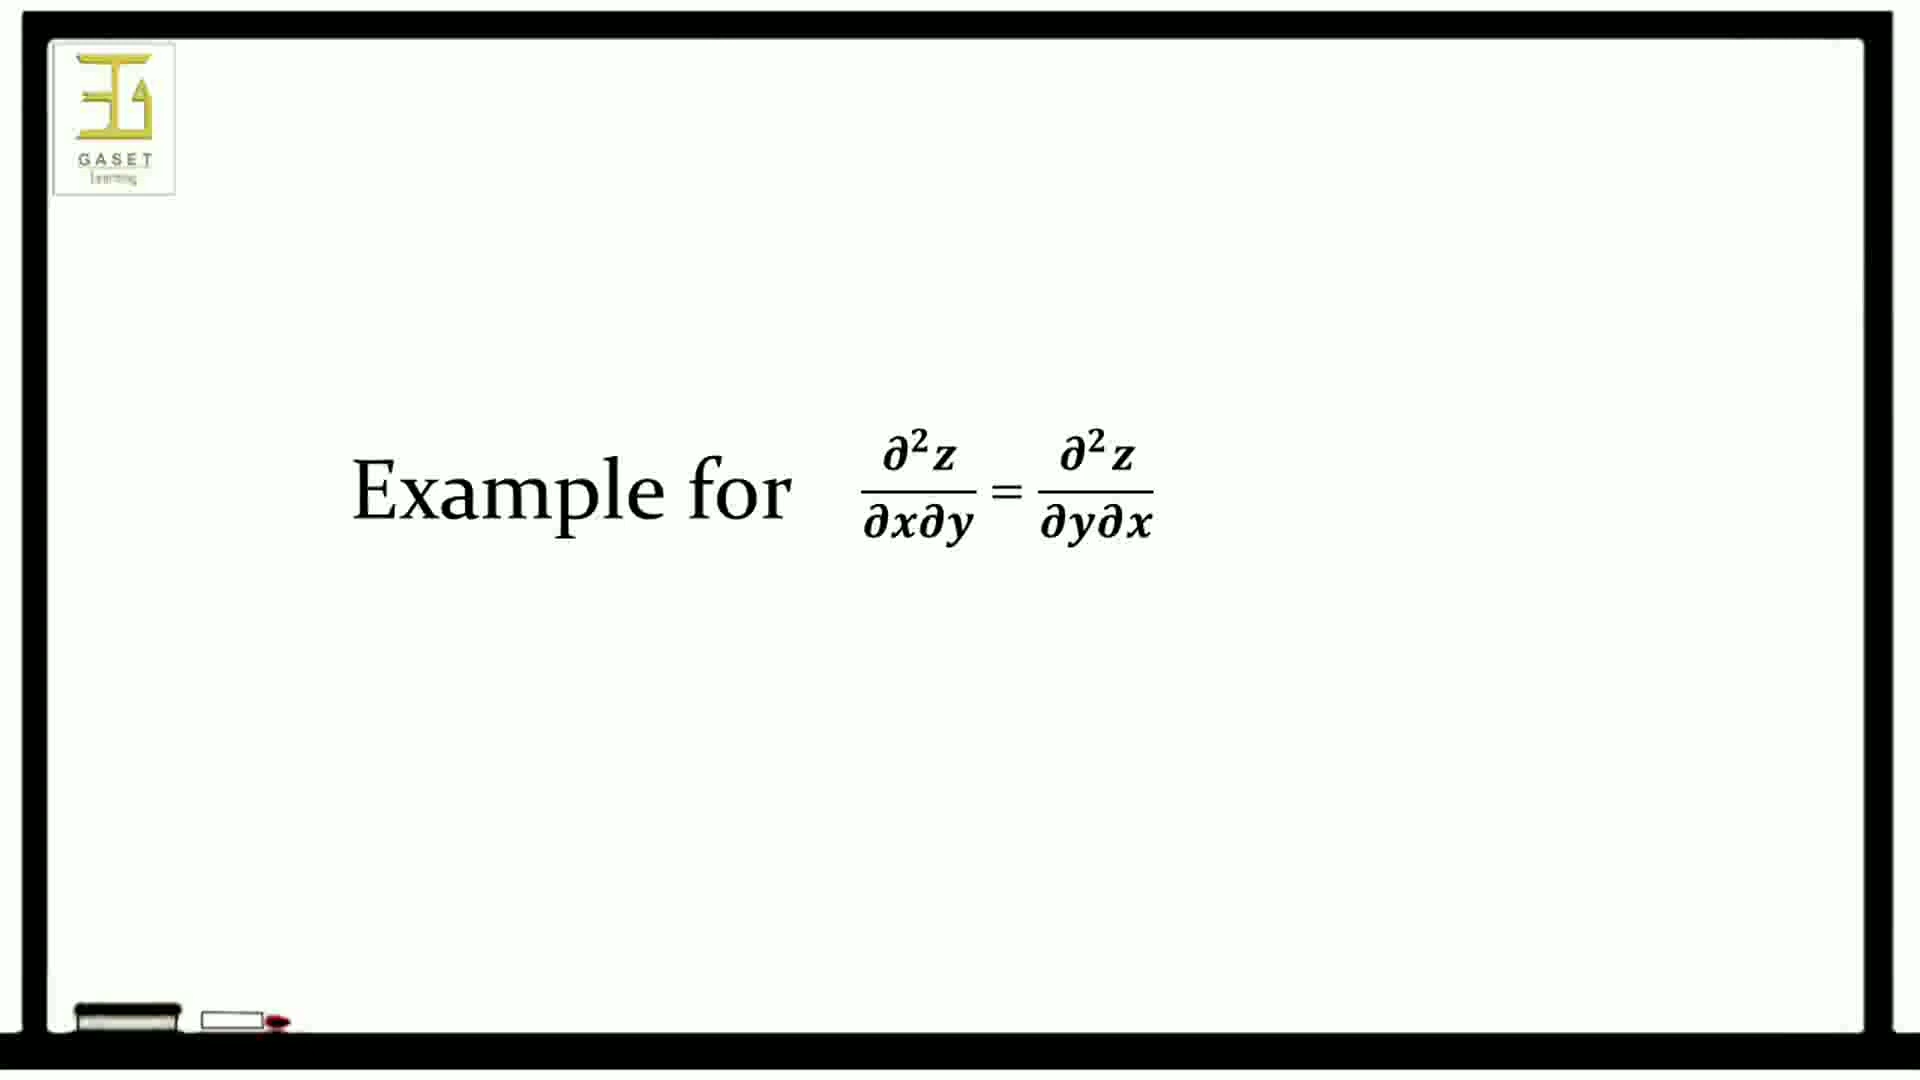 GASET
Learning
Example for ∂²z/∂x∂y = ∂²z/∂y∂x